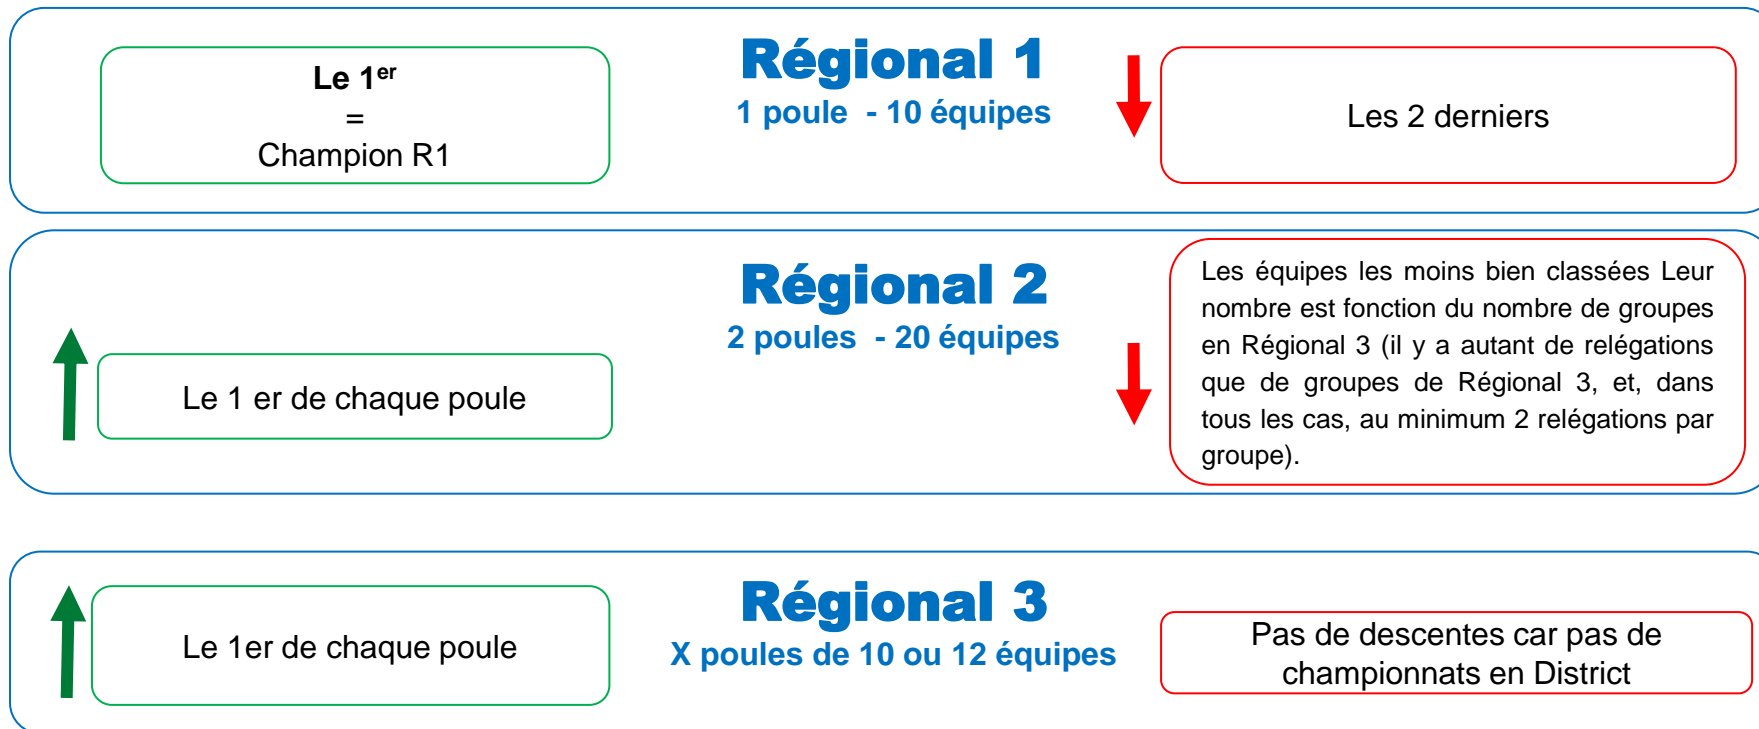 Régional 1
1 poule - 10 équipes
Le 1er
=
Champion R1
Les 2 derniers
Régional 2
2 poules - 20 équipes
Le 1 er de chaque poule
Les équipes les moins bien classées Leur
nombre est fonction du nombre de groupes
en Régional 3 (il y a autant de relégations
que de groupes de Régional 3, et, dans
tous les cas, au minimum 2 relégations par
groupe).
Régional 3
X poules de 10 ou 12 équipes
Le 1er de chaque poule
Pas de descentes car pas de
championnats en District